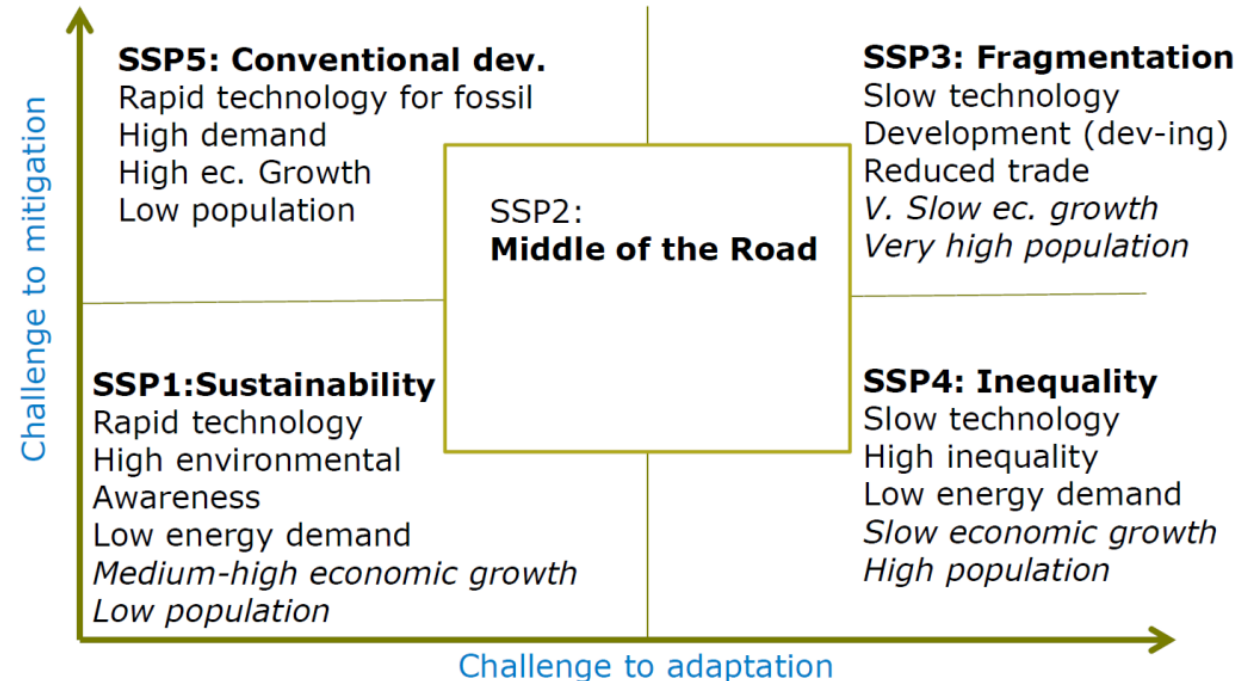 Challenge to mitigation
SSP5: Conventional dev.
Rapid technology for fossil
High demand
High ec. Growth
Low population
SSP3: Fragmentation
Slow technology
Development (dev-ing)
Reduced trade
V. Slow ec. growth
Very high population
SSP2:
Middle of the Road
SSP1:Sustainability
Rapid technology
High environmental
Awareness
Low energy demand
Medium-high economic growth
Low population
SSP4: Inequality
Slow technology
High inequality
Low energy demand
Slow economic growth
High population
Challenge to adaptation